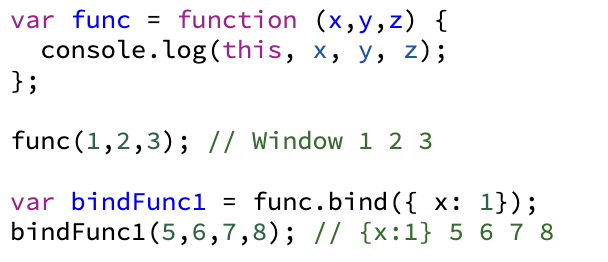 var func = function (x,y,z) {
  console.log(this, x, y, z);
};

func(1,2,3); // Window 1 2 3

var bindFunc1 = func.bind({ x: 1});
bindFunc1(5,6,7,8); // {x:1} 5 6 7 8